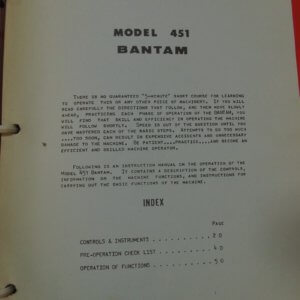 MODEL 451
BANTAM
There is no guaranteed "5-minute" short course for learning
to operate this or any other piece of machinery. If you will
read carefully the directions that follow, and then move slowly
ahead, practicing each phase of operation of the Bantam, you
will find that skill and efficiency in operating the machine
will follow shortly. Speed is out of the question until you
have mastered each of the basic steps. Attempts to do too much
....too soon, can result in expensive accidents and unnecessary
damage to the machine. Be patient.....practice....and become an
efficient and skilled machine operator.
Following is an instruction manual on the operation of the
Model 451 Bantam. It contains a description of the controls,
information on the machine functions, and instructions for
carrying out the basic functions of the machine.
INDEX
Page
CONTROLS & INSTRUMENTS . . . . . . . . . . 2 O
PRE-OPERATION CHECK LIST . . . . . . . . . 4 O
OPERATION OF FUNCTIONS . . . . . . . . . . 5 O